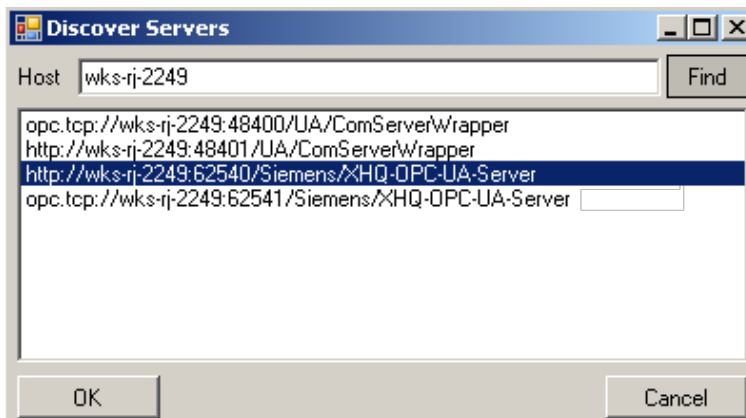 Discover Servers
Host wks-rj-2249 Find
opc.tcp://wks-rj-2249:48400/UA/ComServerWrapper
http://wks-rj-2249:48401/UA/ComServerWrapper
http://wks-rj-2249:62540/Siemens/XHQ-OPC-UA-Server
opc.tcp://wks-rj-2249:62541/Siemens/XHQ-OPC-UA-Server
OK Cancel